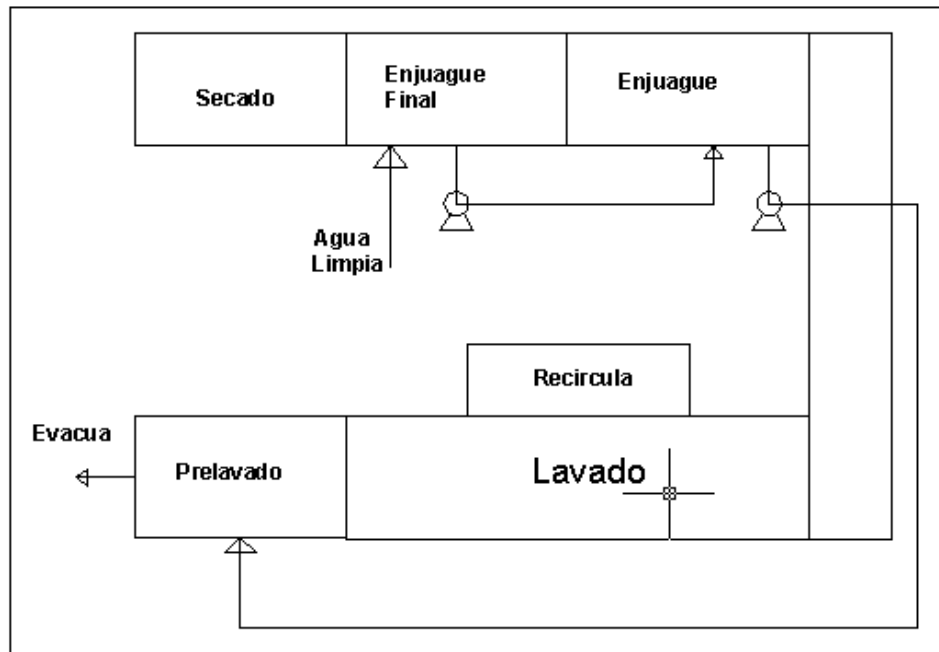 Secado
Enjuague
Final
Enjuague
Agua
Limpia
Recircula
Evacua
Prelavado
Lavado